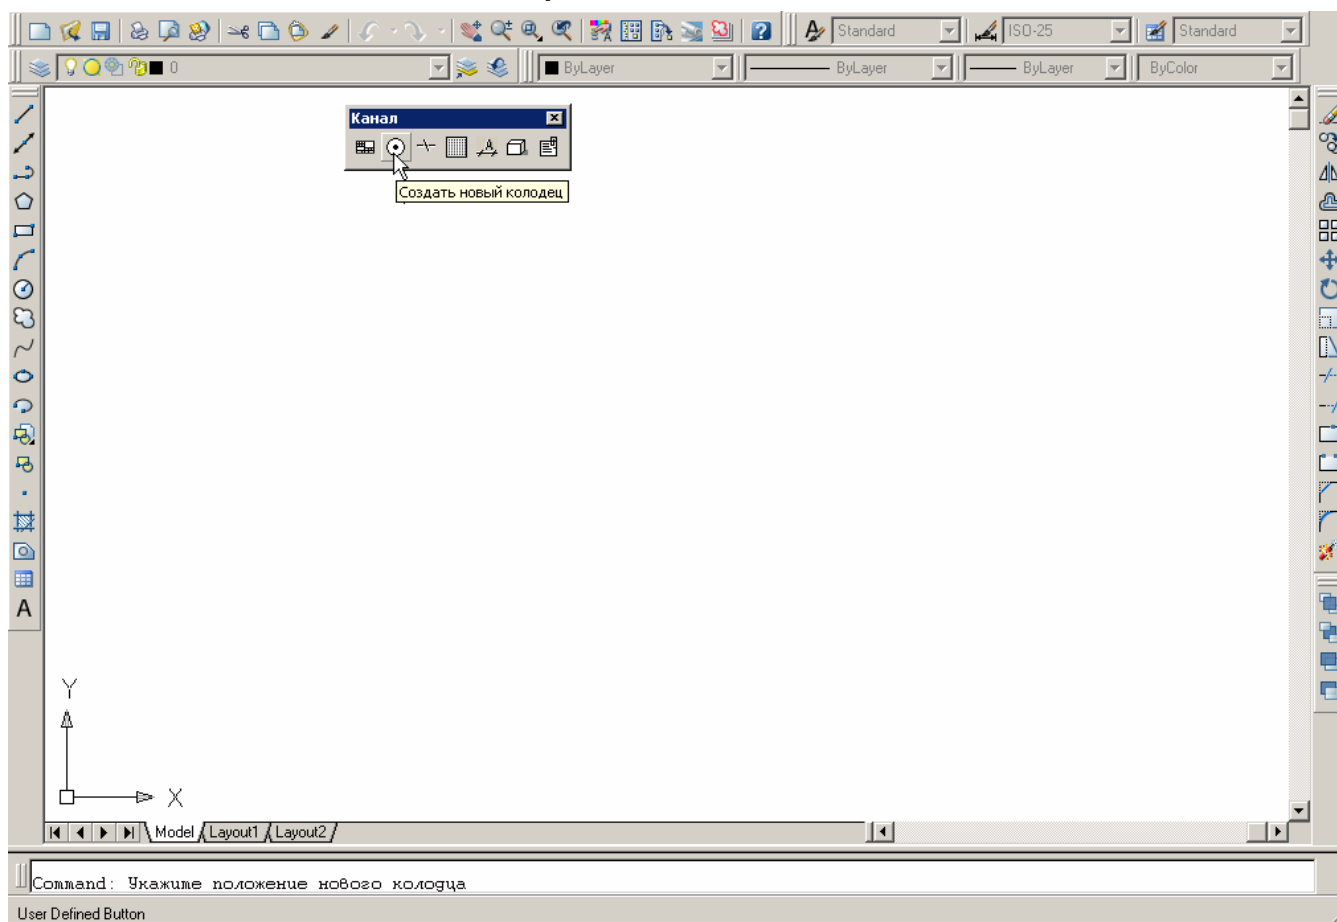 Standard
ISO-25
Standard
0
ByLayer
ByLayer
ByLayer
ByColor
Канал
Создать новый колодец
Y
X
A
Model
Layout1
Layout2
Command: Укажите положение нового колодца
User Defined Button